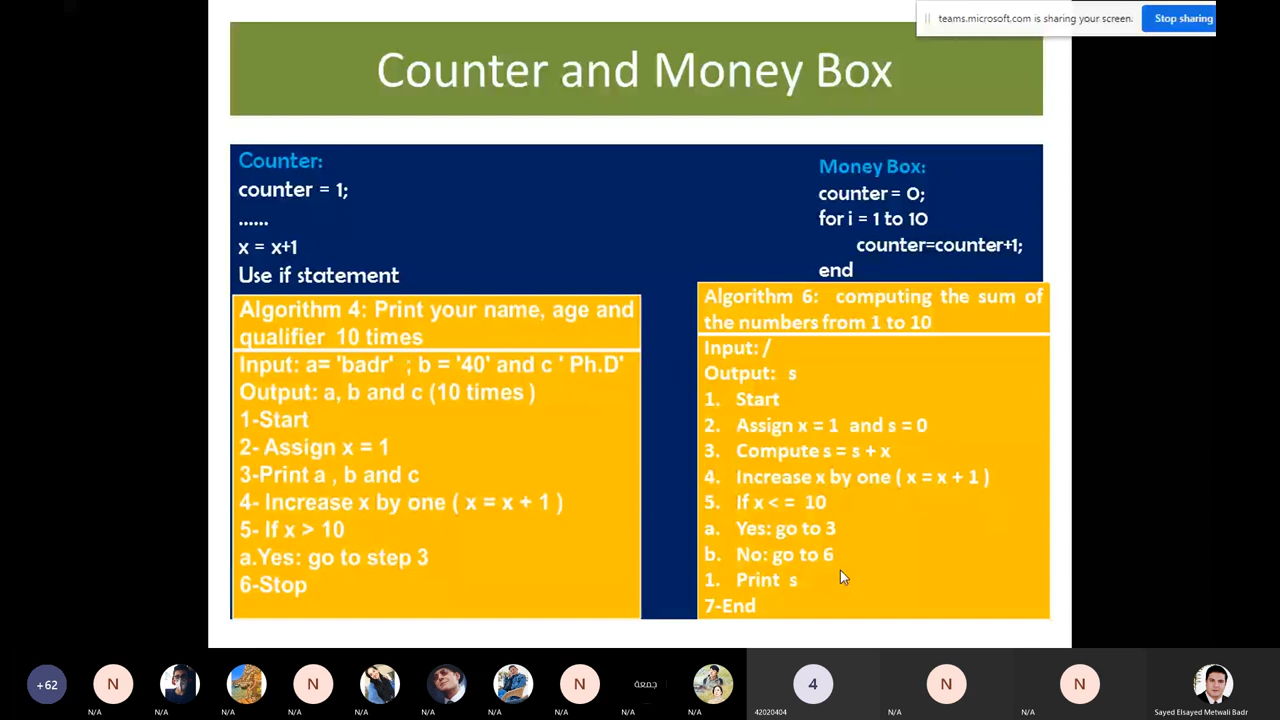 teams.microsoft.com is sharing your screen.
Stop sharing
Counter and Money Box
Counter:
counter = 1;
......
x = x+1
Use if statement
Money Box:
counter = 0;
for i = 1 to 10
counter=counter+1;
end
Algorithm 4: Print your name, age and
qualifier 10 times
Input: a= 'badr' ; b = '40' and c ' Ph.D'
Output: a, b and c (10 times )
1-Start
2- Assign x = 1
3-Print a , b and c
4- Increase x by one ( x = x + 1 )
5- If x > 10
a.Yes: go to step 3
6-Stop
Algorithm 6: computing the sum of
the numbers from 1 to 10
Input: /
Output: s
1. Start
2. Assign x = 1 and s = 0
3. Compute s = s + x
4. Increase x by one ( x = x + 1 )
5. If x < = 10
a. Yes: go to 3
b. No: go to 6
1. Print s
7-End
+62
N
N
N
جمعة
4
N
N
N/A
N/A
N/A
N/A
N/A
N/A
N/A
N/A
N/A
N/A
42020404
N/A
N/A
Sayed Elsayed Metwali Badr